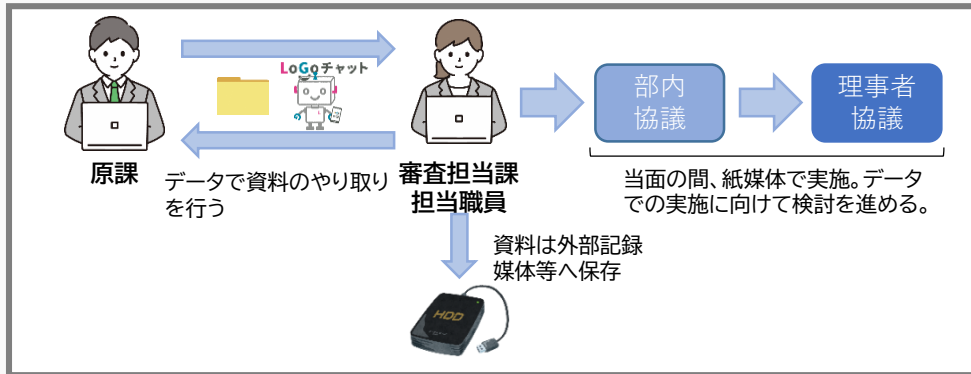 LoGoチャット
原課
データで資料のやり取り
を行う
審査担当課
担当職員
部内
協議
理事者
協議
当面の間、紙媒体で実施。データ
での実施に向けて検討を進める。
資料は外部記録
媒体等へ保存
HDD